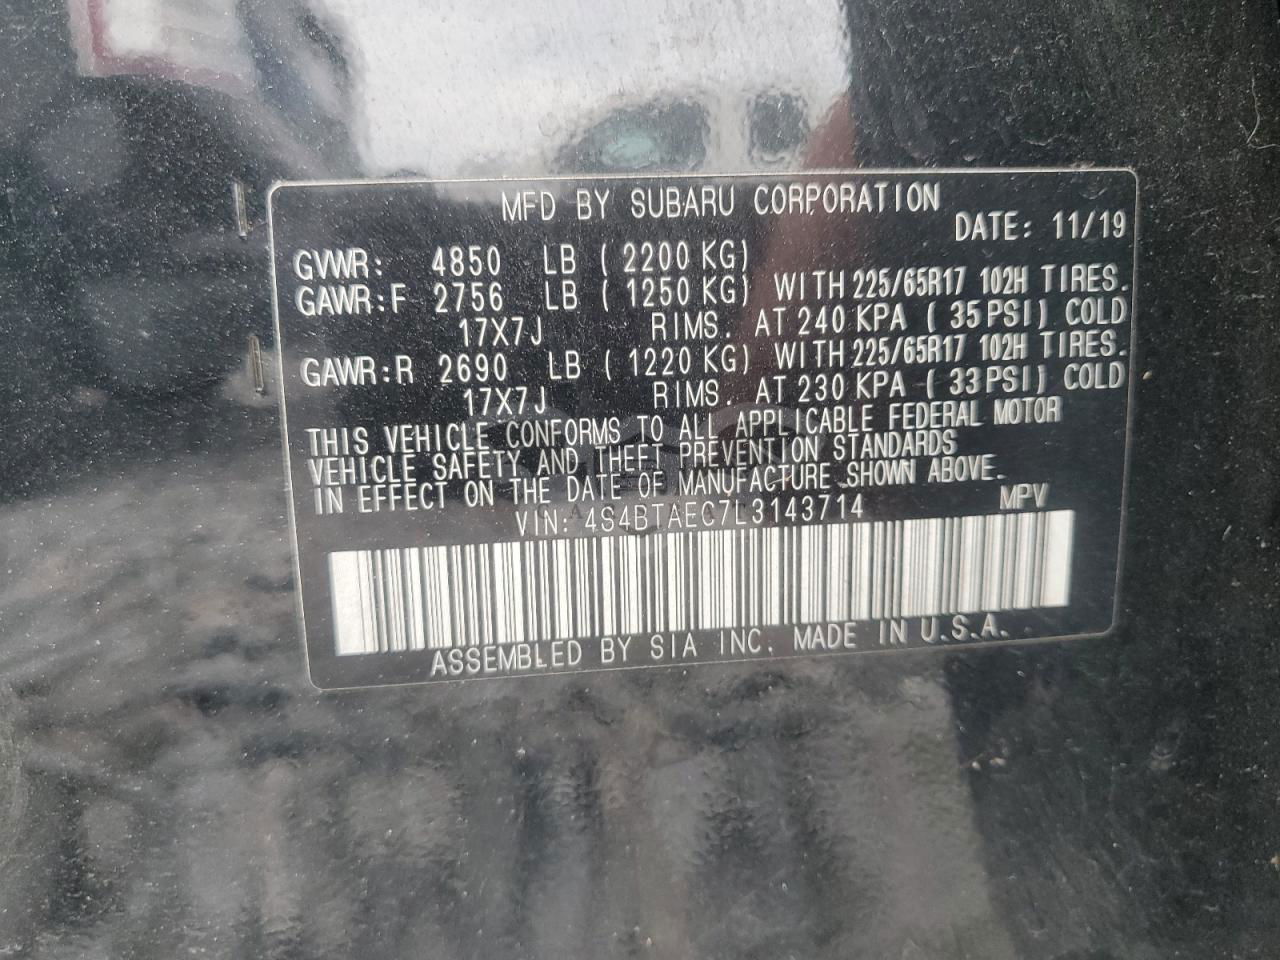 MFD BY SUBARU CORPORATION
DATE: 11/19
GVWR: 4850 LB ( 2200 KG)
GAWR:F 2756 LB ( 1250 KG) WITH 225/65R17 102H TIRES.
17X7J RIMS. AT 240 KPA ( 35 PSI) COLD
GAWR:R 2690 LB ( 1220 KG) WITH 225/65R17 102H TIRES.
17X7J RIMS. AT 230 KPA ( 33 PSI) COLD
THIS VEHICLE CONFORMS TO ALL APPLICABLE FEDERAL MOTOR
VEHICLE SAFETY AND THEFT PREVENTION STANDARDS
IN EFFECT ON THE DATE OF MANUFACTURE SHOWN ABOVE.
VIN: 4S4BTAEC7L3143714 MPV
ASSEMBLED BY SIA INC. MADE IN U.S.A.